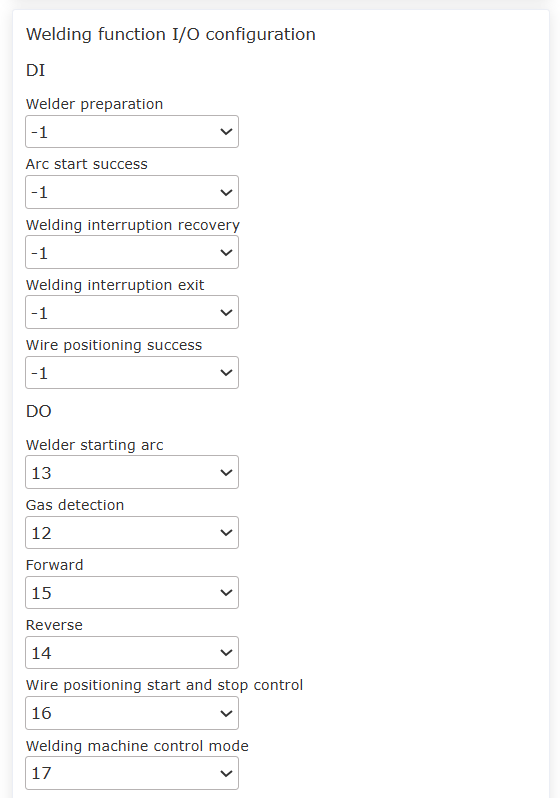 Welding function I/O configuration
DI
Welder preparation
-1
Arc start success
-1
Welding interruption recovery
-1
Welding interruption exit
-1
Wire positioning success
-1
DO
Welder starting arc
13
Gas detection
12
Forward
15
Reverse
14
Wire positioning start and stop control
16
Welding machine control mode
17